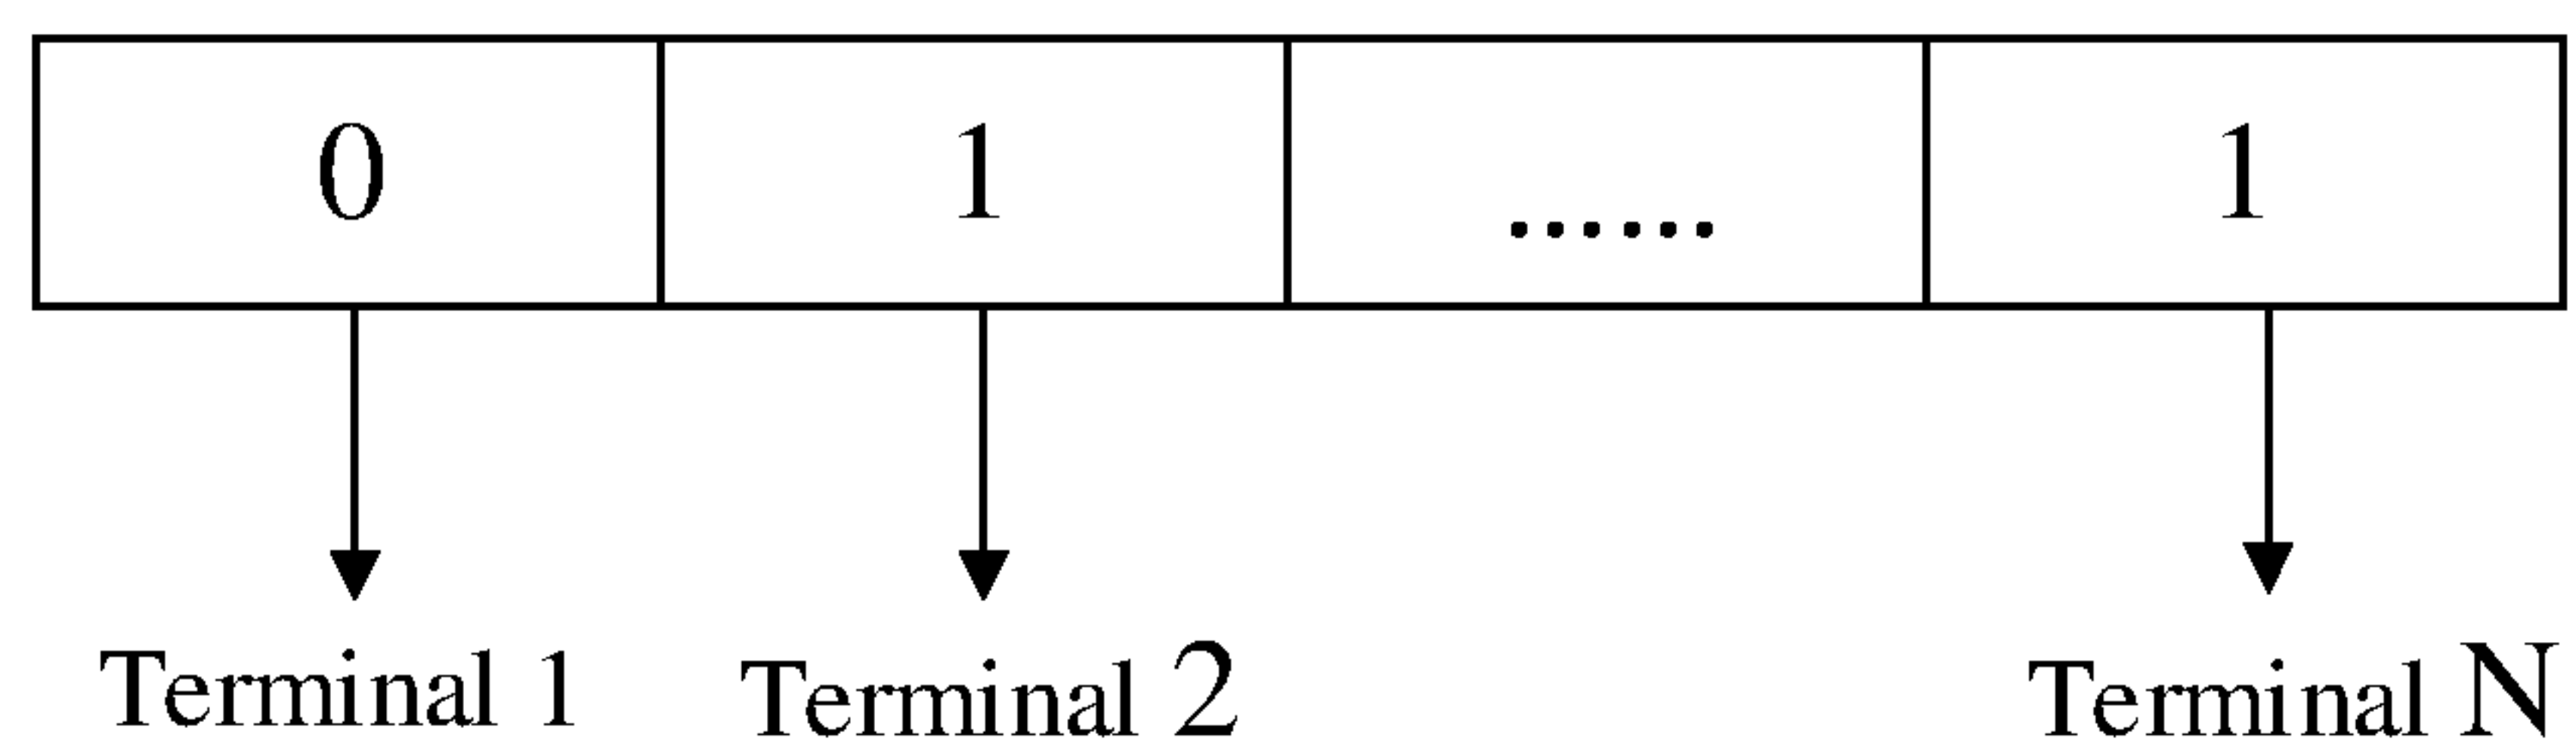 0 1 ...... 1
Terminal 1 Terminal 2 Terminal N